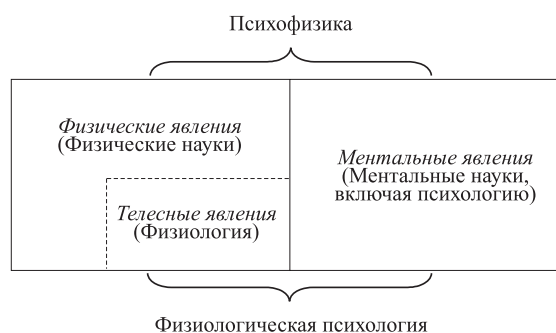 Психофизика
Физические явления
(Физические науки)
Ментальные явления
(Ментальные науки,
включая психологию)
Телесные явления
(Физиология)
Физиологическая психология